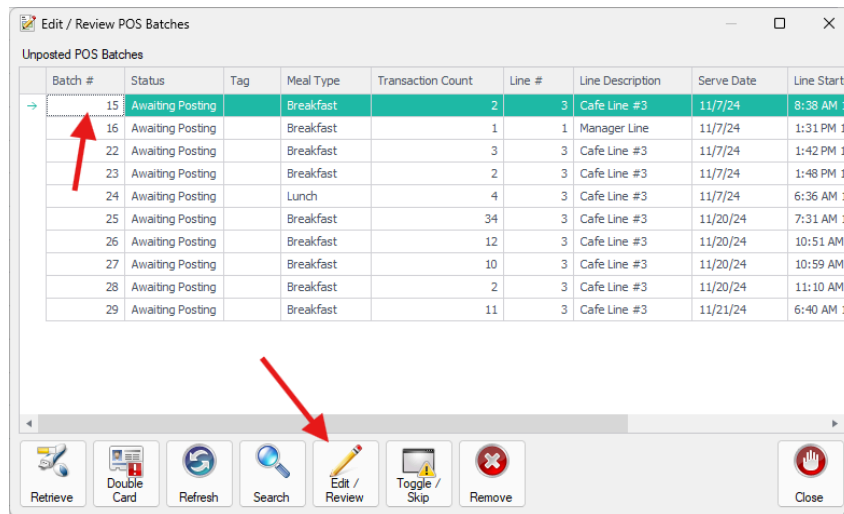 Edit / Review POS Batches
Unposted POS Batches
Batch # Status Tag Meal Type Transaction Count Line # Line Description Serve Date Line Start
15 Awaiting Posting Breakfast 2 3 Cafe Line #3 11/7/24 8:38 AM 1
16 Awaiting Posting Breakfast 1 1 Manager Line 11/7/24 1:31 PM 1
22 Awaiting Posting Breakfast 3 3 Cafe Line #3 11/7/24 1:42 PM 1
23 Awaiting Posting Breakfast 2 3 Cafe Line #3 11/7/24 1:48 PM 1
24 Awaiting Posting Lunch 4 3 Cafe Line #3 11/7/24 6:36 AM 1
25 Awaiting Posting Breakfast 34 3 Cafe Line #3 11/20/24 7:31 AM 1
26 Awaiting Posting Breakfast 12 3 Cafe Line #3 11/20/24 10:51 AM
27 Awaiting Posting Breakfast 10 3 Cafe Line #3 11/20/24 10:59 AM
28 Awaiting Posting Breakfast 2 3 Cafe Line #3 11/20/24 11:10 AM
29 Awaiting Posting Breakfast 11 3 Cafe Line #3 11/21/24 6:40 AM 1
Retrieve
Double
Card
Refresh
Search
Edit /
Review
Toggle /
Skip
Remove
Close